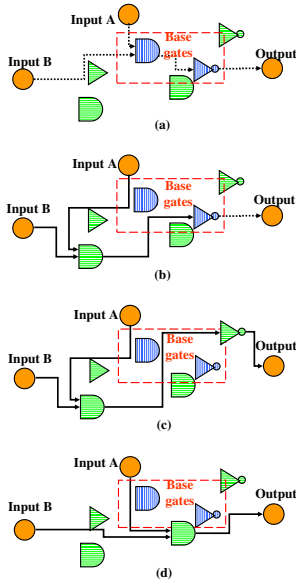 Input A
Base
gates
Input B
Output
(a)
Input A
Base
gates
Input B
Output
(b)
Input A
Base
gates
Input B
Output
(c)
Input A
Base
gates
Input B
Output
(d)